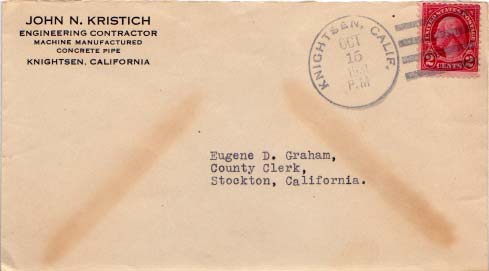 JOHN N. KRISTICH
ENGINEERING CONTRACTOR
MACHINE MANUFACTURED
CONCRETE PIPE
KNIGHTSEN, CALIFORNIA
KNIGHTSEN, CALIF.
OCT
15
P.M
UNITED STATES POSTAGE
2 CENTS 2
Eugene D. Graham,
County Clerk,
Stockton, California.